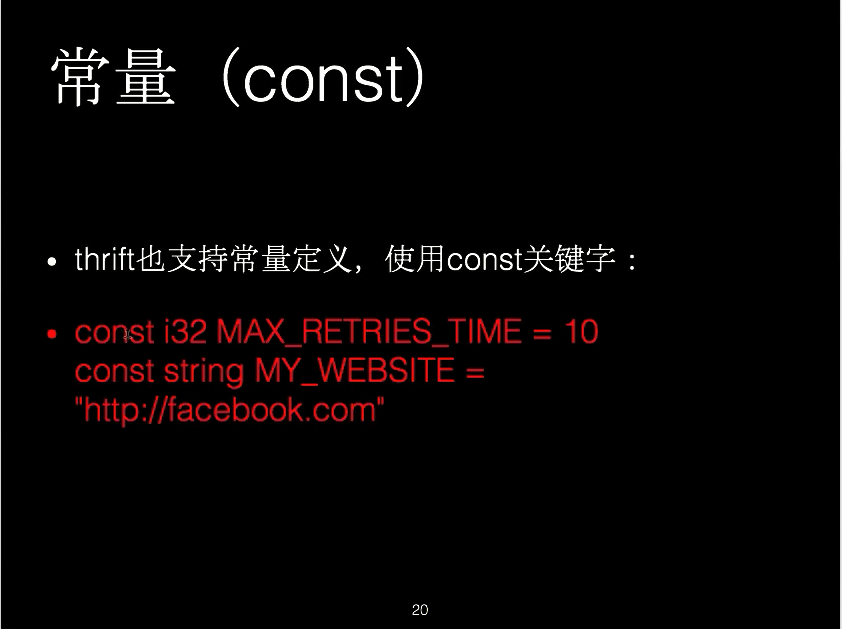 常量（const）
• thrift也支持常量定义，使用const关键字：
• const i32 MAX_RETRIES_TIME = 10
const string MY_WEBSITE =
"http://facebook.com"
20